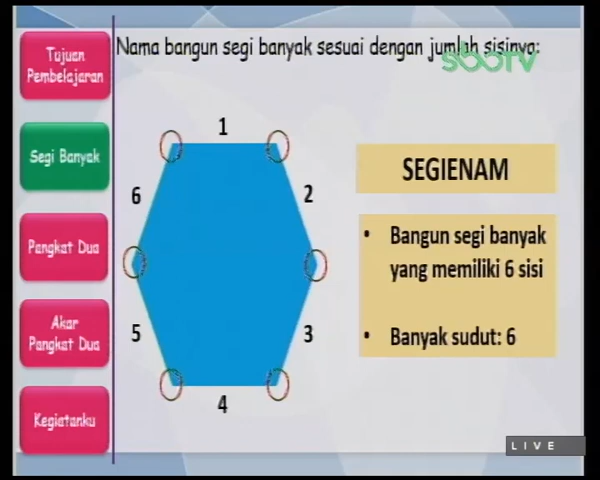 Nama bangun segi banyak sesuai dengan jumlah sisinya:
sbotv
Tujuan
Pembelajaran
Segi Banyak
Pangkat Dua
Akar
Pangkat Dua
Kegiatanku
1
2
3
4
5
6
SEGIENAM
• Bangun segi banyak
yang memiliki 6 sisi
• Banyak sudut: 6
LIVE